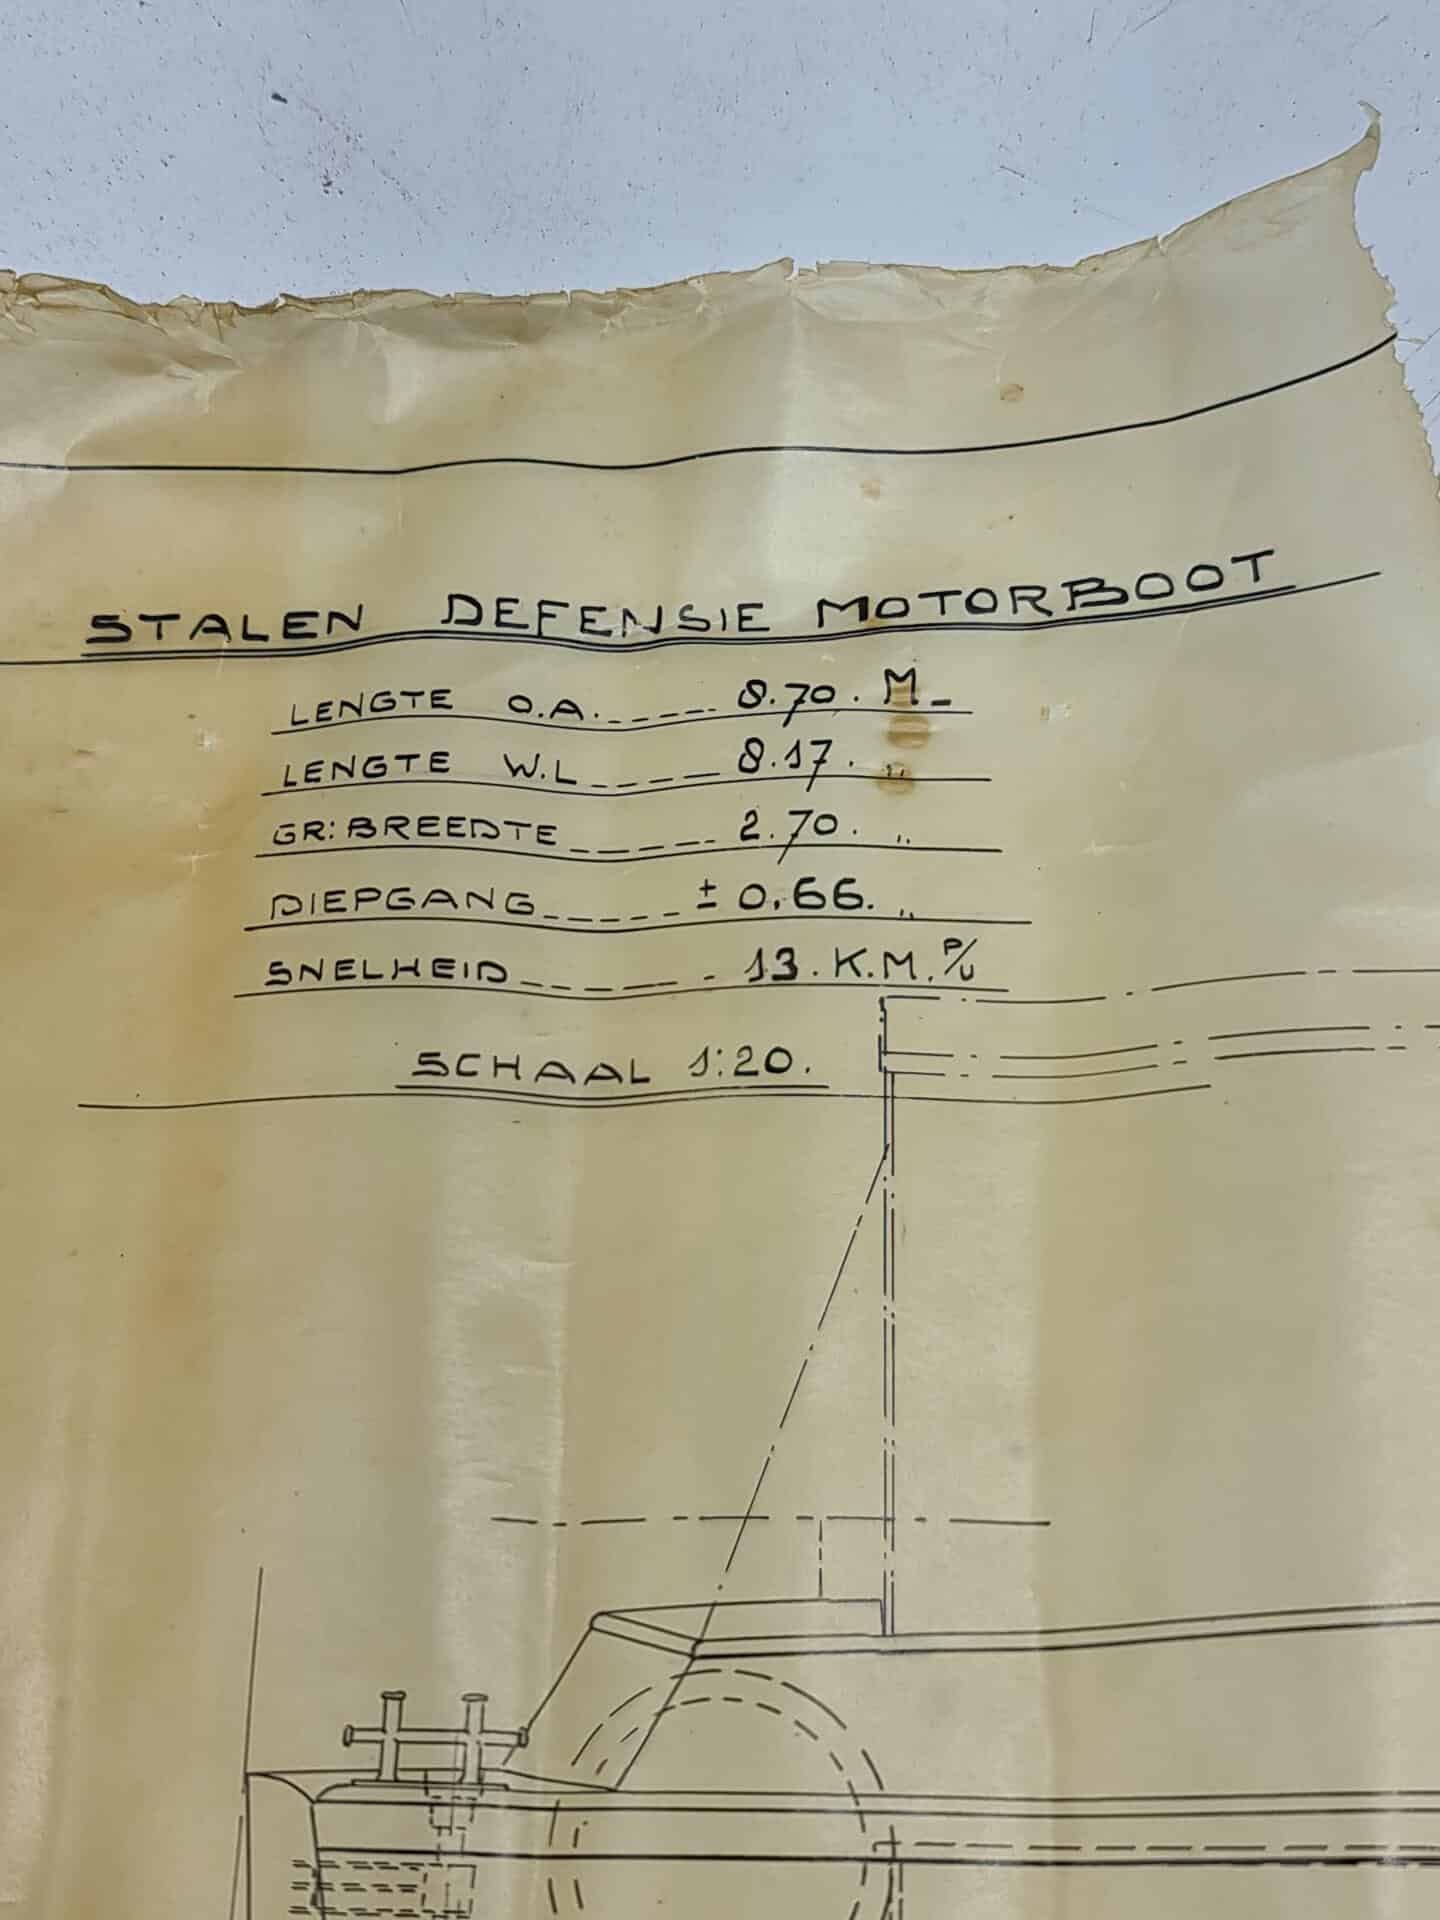 STALEN DEFENSIE MOTORBOOT
LENGTE O.A. ----- 8.70. M.
LENGTE W.L ----- 8.17. ,,
GR: BREEDTE ----- 2.70. ,,
DIEPGANG ----- ± 0.66. ,,
SNELHEID ----- 13. K.M. P/U
SCHAAL 1:20.